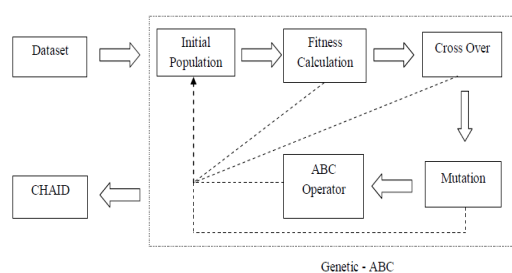 Dataset
Initial
Population
Fitness
Calculation
Cross Over
CHAID
ABC
Operator
Mutation
Genetic - ABC